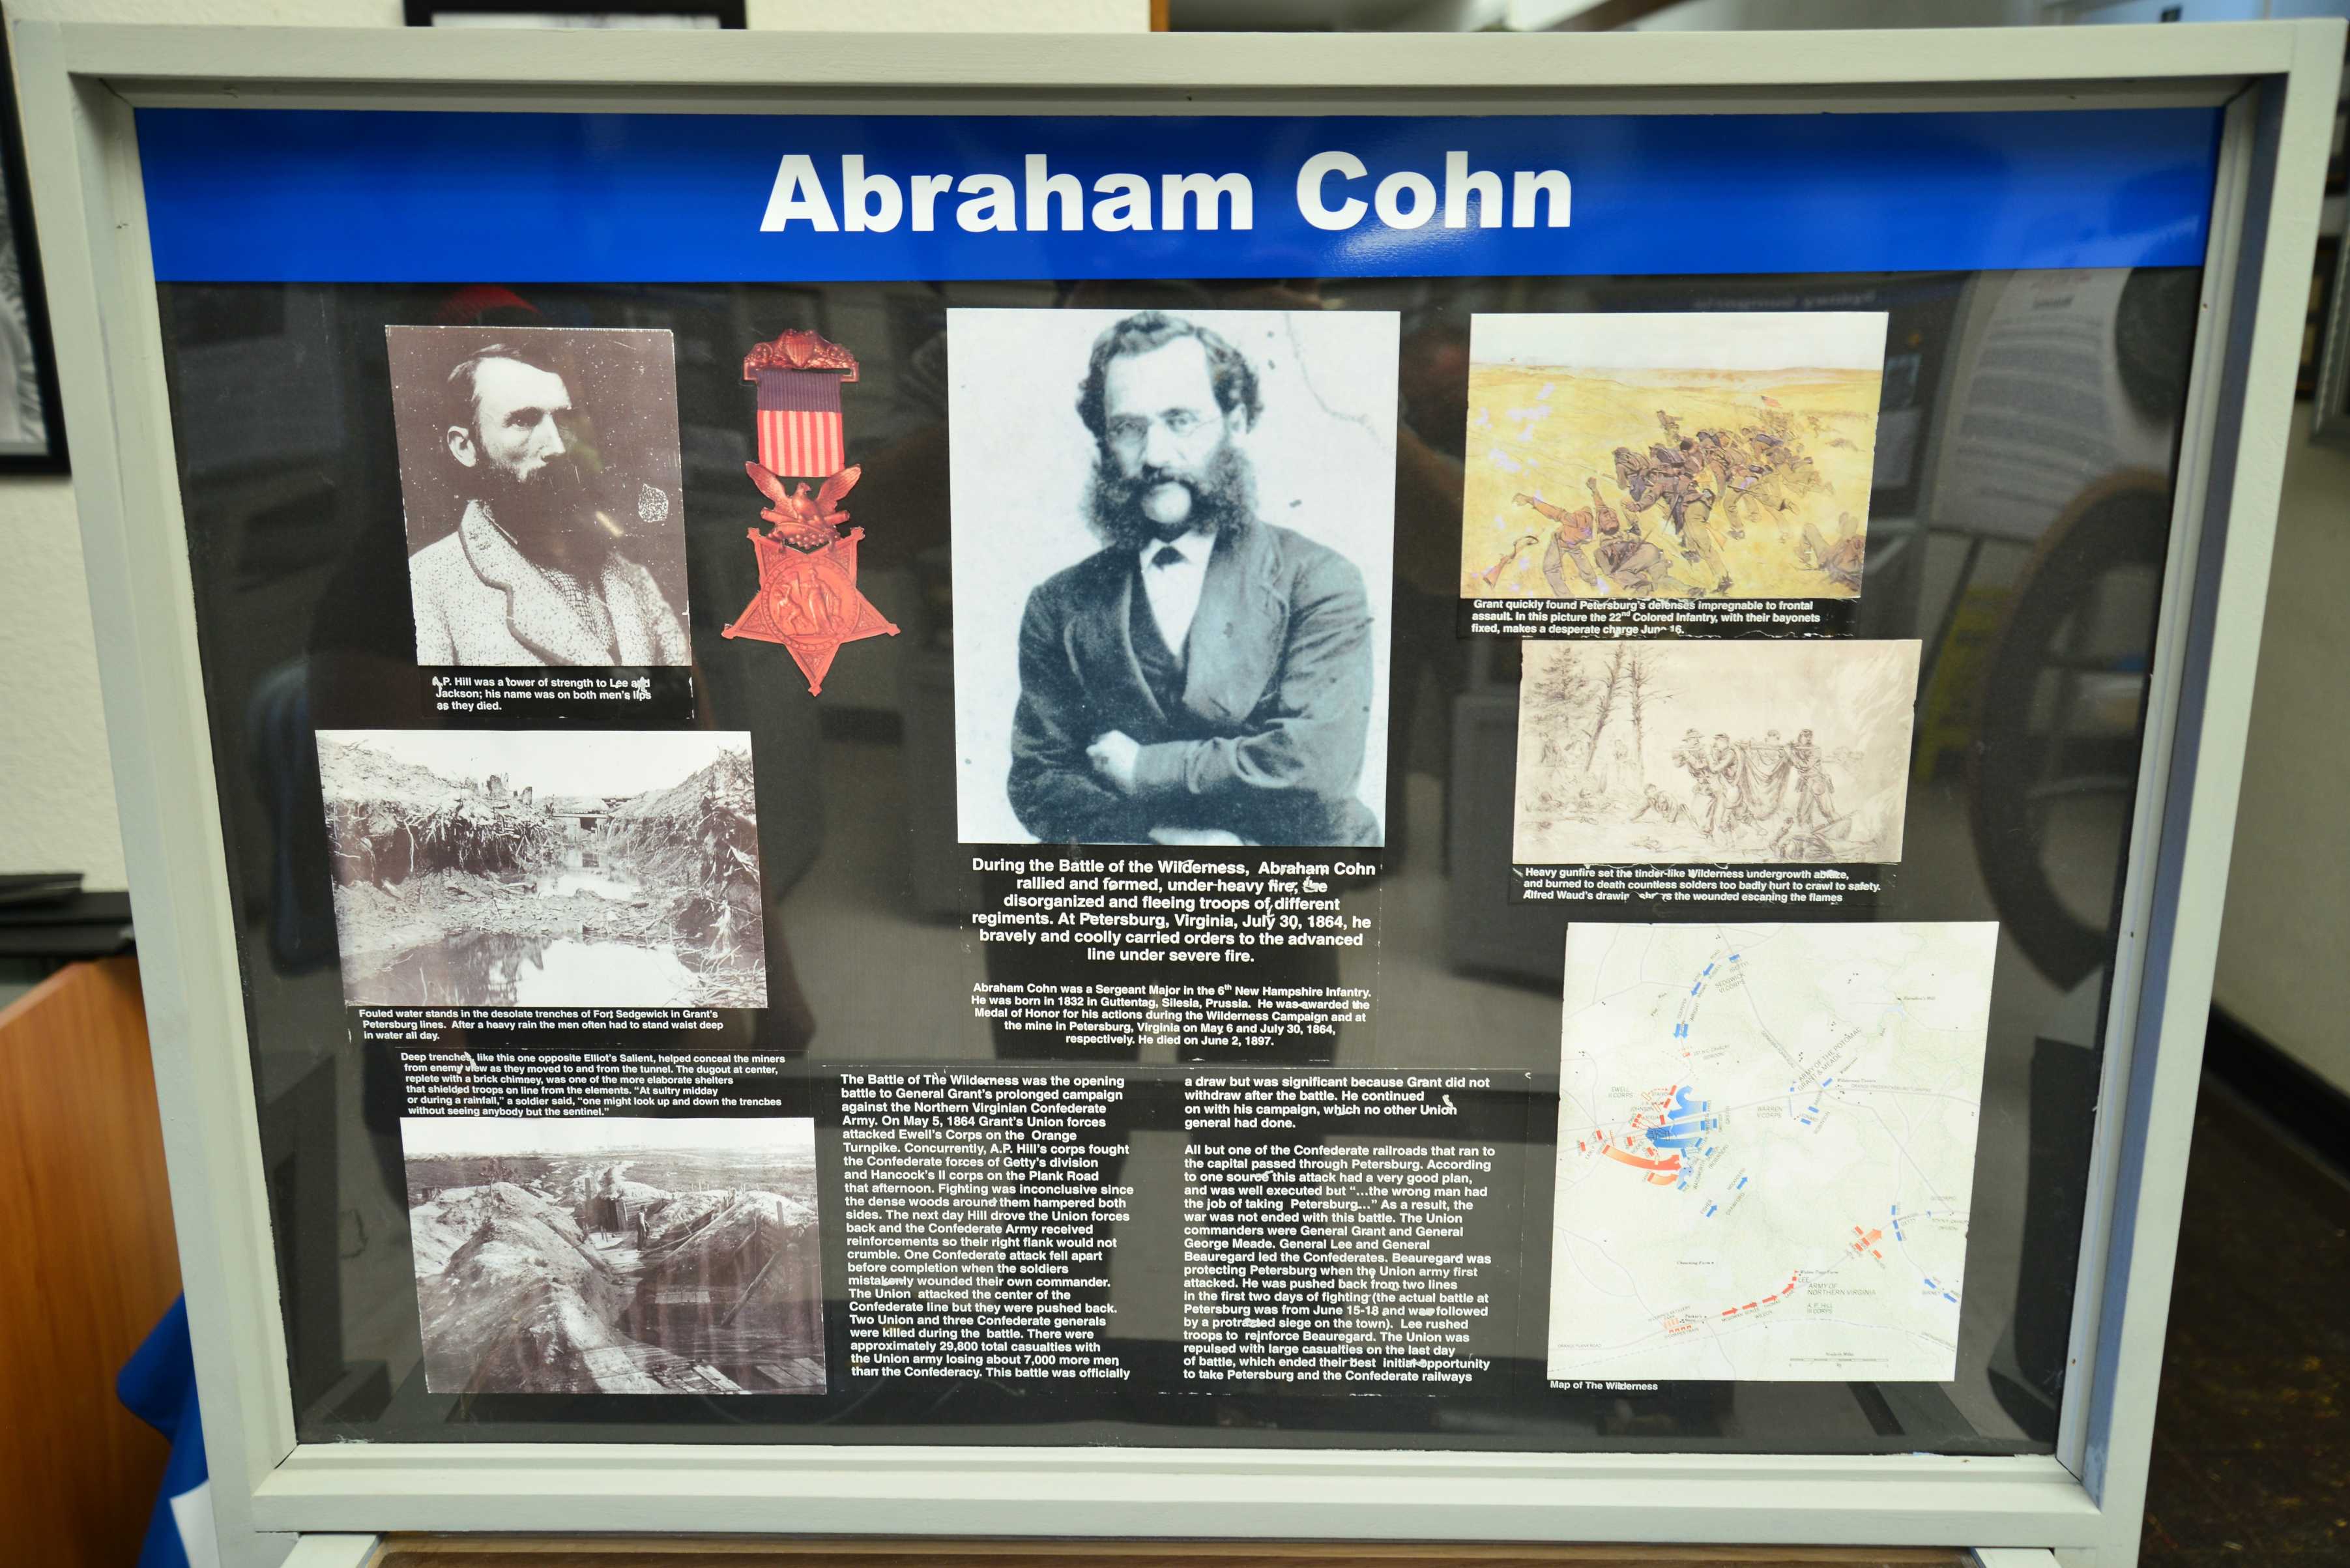 Abraham Cohn
A.P. Hill was a tower of strength to Lee and
Jackson; his name was on both men's lips
as they died.
Fouled water stands in the desolate trenches of Fort Sedgewick in Grant's
Petersburg lines. After a heavy rain the men often had to stand waist deep
in water all day.
Deep trenches, like this one opposite Elliot's Salient, helped conceal the miners
from enemy view as they moved to and from the tunnel. The dugout at center,
replete with a brick chimney, was one of the more elaborate shelters
that shielded troops on line from the elements. "At sultry midday
or during a rainfall," a soldier said, "one might look up and down the trenches
without seeing anybody but the sentinel."
During the Battle of the Wilderness, Abraham Cohn
rallied and formed, under heavy fire, the
disorganized and fleeing troops of different
regiments. At Petersburg, Virginia, July 30, 1864, he
bravely and coolly carried orders to the advanced
line under severe fire.
Abraham Cohn was a Sergeant Major in the 6th New Hampshire Infantry.
He was born in 1832 in Guttentag, Silesia, Prussia. He was awarded the
Medal of Honor for his actions during the Wilderness Campaign and at
the mine in Petersburg, Virginia on May 6 and July 30, 1864,
respectively. He died on June 2, 1897.
The Battle of The Wilderness was the opening
battle to General Grant's prolonged campaign
against the Northern Virginian Confederate
Army. On May 5, 1864 Grant's Union forces
attacked Ewell's Corps on the Orange
Turnpike. Concurrently, A.P. Hill's corps fought
the Confederate forces of Getty's division
and Hancock's II corps on the Plank Road
that afternoon. Fighting was inconclusive since
the dense woods around them hampered both
sides. The next day Hill drove the Union forces
back and the Confederate Army received
reinforcements so their right flank would not
crumble. One Confederate attack fell apart
before completion when the soldiers
mistakenly wounded their own commander.
The Union attacked the center of the
Confederate line but they were pushed back.
Two Union and three Confederate generals
were killed during the battle. There were
approximately 29,800 total casualties with
the Union army losing about 7,000 more men
than the Confederacy. This battle was officially
a draw but was significant because Grant did not
withdraw after the battle. He continued
on with his campaign, which no other Union
general had done.
All but one of the Confederate railroads that ran to
the capital passed through Petersburg. According
to one source this attack had a very good plan,
and was well executed but "...the wrong man had
the job of taking Petersburg..." As a result, the
war was not ended with this battle. The Union
commanders were General Grant and General
George Meade. General Lee and General
Beauregard led the Confederates. Beauregard was
protecting Petersburg when the Union army first
attacked. He was pushed back from two lines
in the first two days of fighting (the actual battle at
Petersburg was from June 15-18 and was followed
by a protracted siege on the town). Lee rushed
troops to reinforce Beauregard. The Union was
repulsed with large casualties on the last day
of battle, which ended their best initial opportunity
to take Petersburg and the Confederate railways
Grant quickly found Petersburg's defenses impregnable to frontal
assault. In this picture the 22nd Colored Infantry, with their bayonets
fixed, makes a desperate charge June 16.
Heavy gunfire set the tinder-like Wilderness undergrowth ablaze,
and burned to death countless solders too badly hurt to crawl to safety.
Alfred Waud's drawing shows the wounded escaning the flames
ARMY OF THE POTOMAC
GRANT & MEADE
LEE
ARMY OF
NORTHERN VIRGINIA
A. P. HILL
Map of The Wilderness